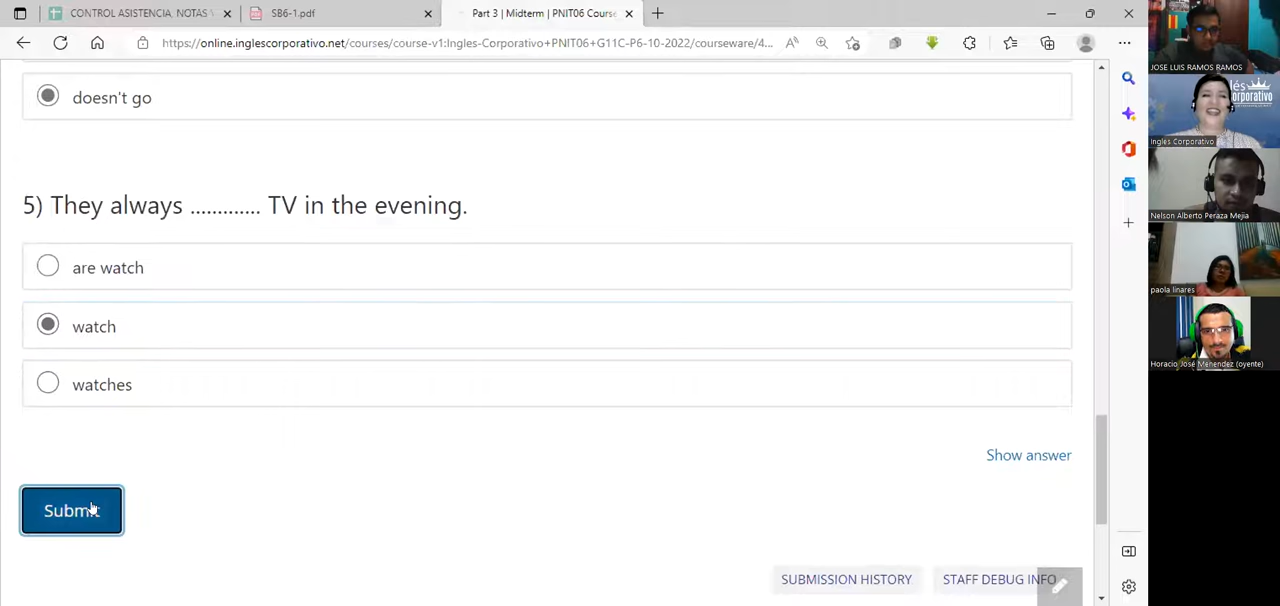 CONTROL ASISTENCIA, NOTAS
SB6-1.pdf
Part 3 | Midterm | PNIT06 Course
https://online.inglescorporativo.net/courses/course-v1:Ingles-Corporativo+PNIT06+G11C-P6-10-2022/courseware/4...
doesn't go
5) They always ............. TV in the evening.
are watch
watch
watches
Show answer
Submit
SUBMISSION HISTORY
STAFF DEBUG INFO
JOSE LUIS RAMOS RAMOS
lés
Corporativo
Inglés Corporativo
Nelson Alberto Peraza Mejia
paola linares
Horacio José Menendez (oyente)